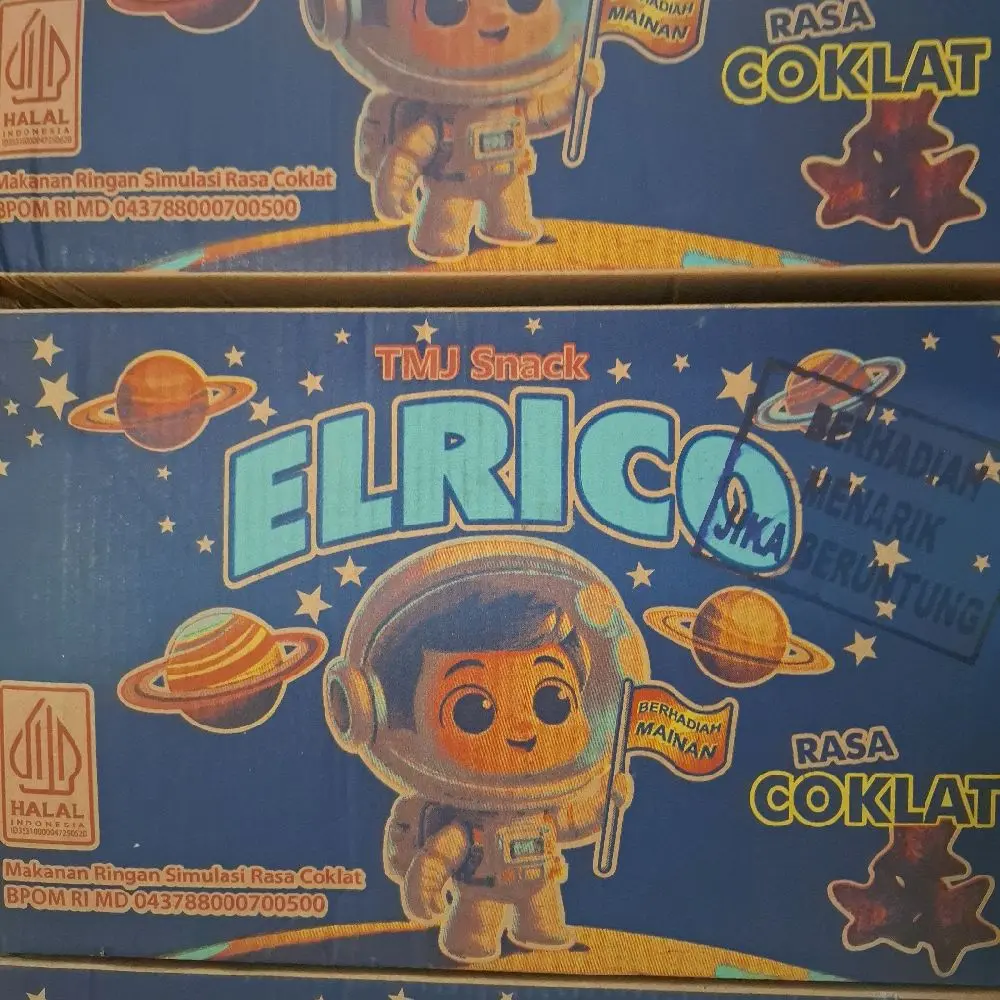 HADIAH
MAINAN
RASA
COKLAT
HALAL
INDONESIA
Makanan Ringan Simulasi Rasa Coklat
BPOM RI MD 043788000700500
TMJ Snack
ELRICO
BERHADIAH
MENARIK
JIKA BERUNTUNG
BERHADIAH
MAINAN
RASA
COKLAT
HALAL
INDONESIA
Makanan Ringan Simulasi Rasa Coklat
BPOM RI MD 043788000700500